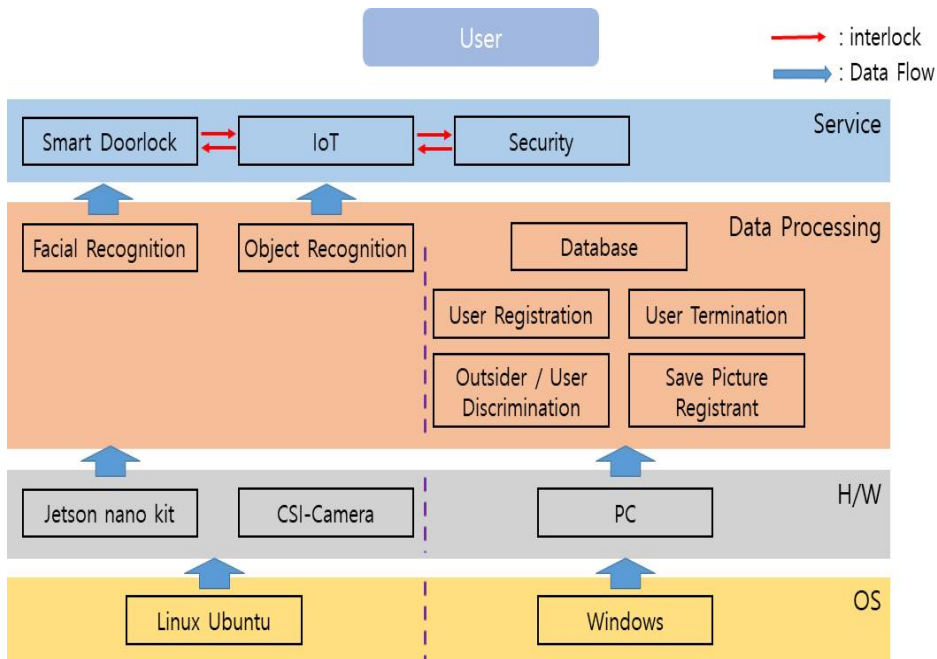 User
: interlock
: Data Flow
Service
Smart Doorlock
IoT
Security
Data Processing
Facial Recognition
Object Recognition
Database
User Registration
User Termination
Outsider / User
Discrimination
Save Picture
Registrant
H/W
Jetson nano kit
CSI-Camera
PC
OS
Linux Ubuntu
Windows